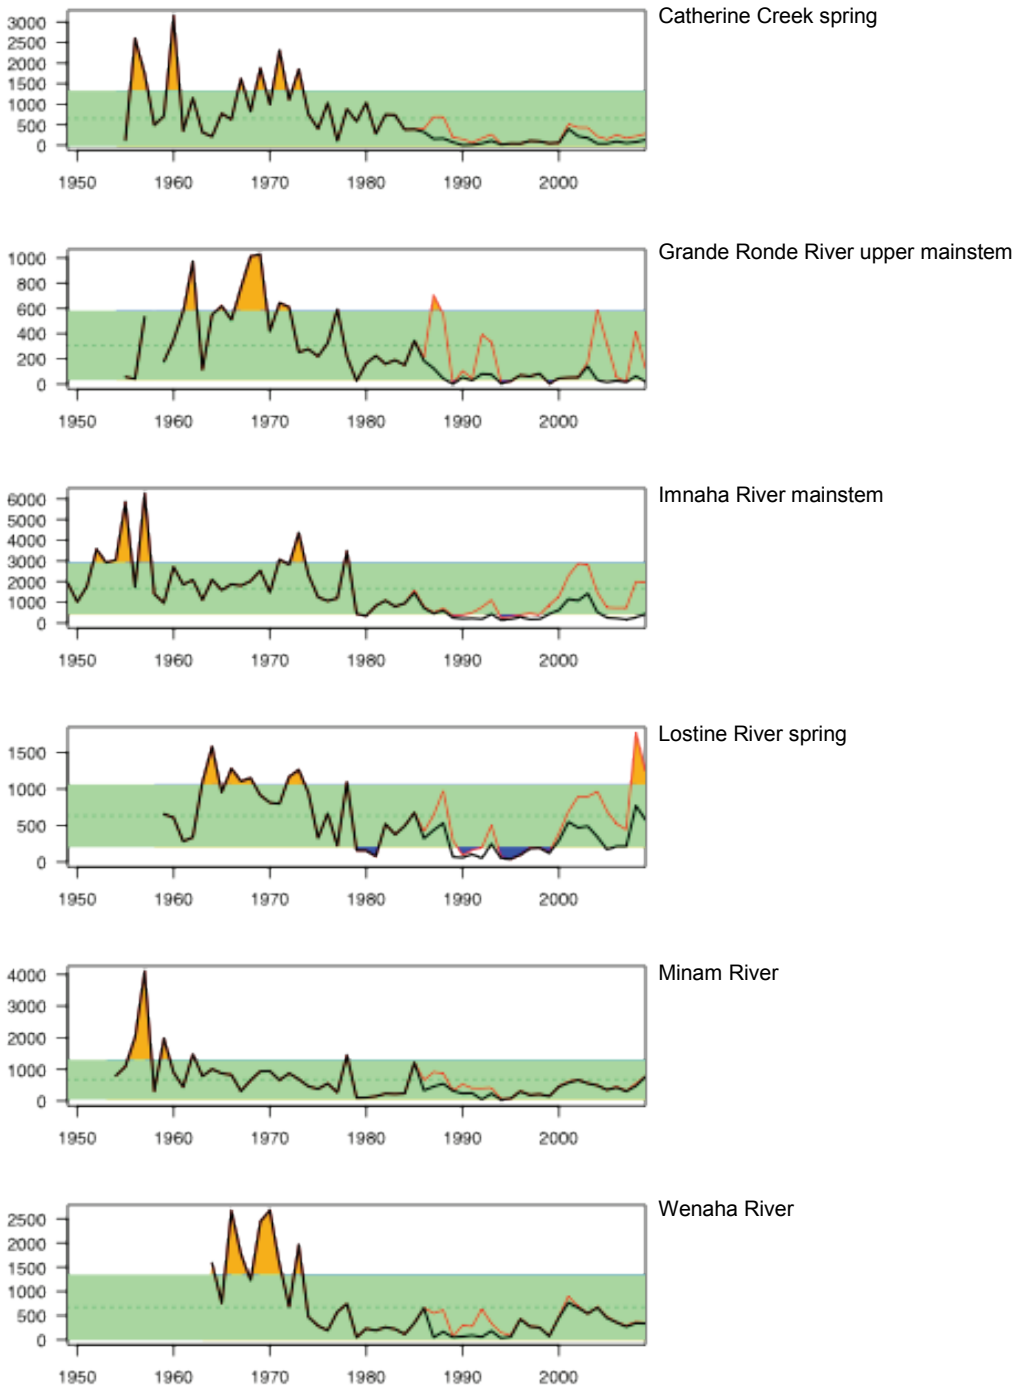 Catherine Creek spring
3000
2500
2000
1500
1000
500
0
1950 1960 1970 1980 1990 2000
Grande Ronde River upper mainstem
1000
800
600
400
200
0
1950 1960 1970 1980 1990 2000
Imnaha River mainstem
6000
5000
4000
3000
2000
1000
0
1950 1960 1970 1980 1990 2000
Lostine River spring
1500
1000
500
0
1950 1960 1970 1980 1990 2000
Minam River
4000
3000
2000
1000
0
1950 1960 1970 1980 1990 2000
Wenaha River
2500
2000
1500
1000
500
0
1950 1960 1970 1980 1990 2000